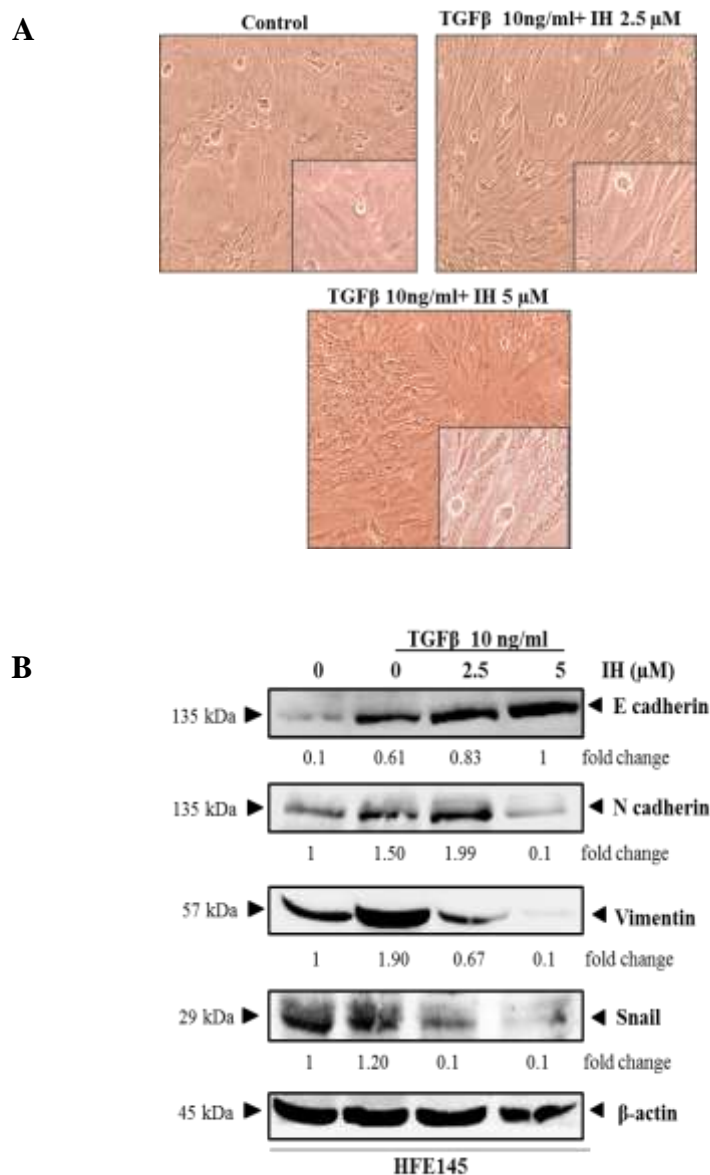 A
Control
TGFβ 10ng/ml+ IH 2.5 μM
TGFβ 10ng/ml+ IH 5 μM
B
TGFβ 10 ng/ml
0 0 2.5 5 IH (μM)
135 kDa E cadherin
0.1 0.61 0.83 1 fold change
135 kDa N cadherin
1 1.50 1.99 0.1 fold change
57 kDa Vimentin
1 1.90 0.67 0.1 fold change
29 kDa Snail
1 1.20 0.1 0.1 fold change
45 kDa β-actin
HFE145